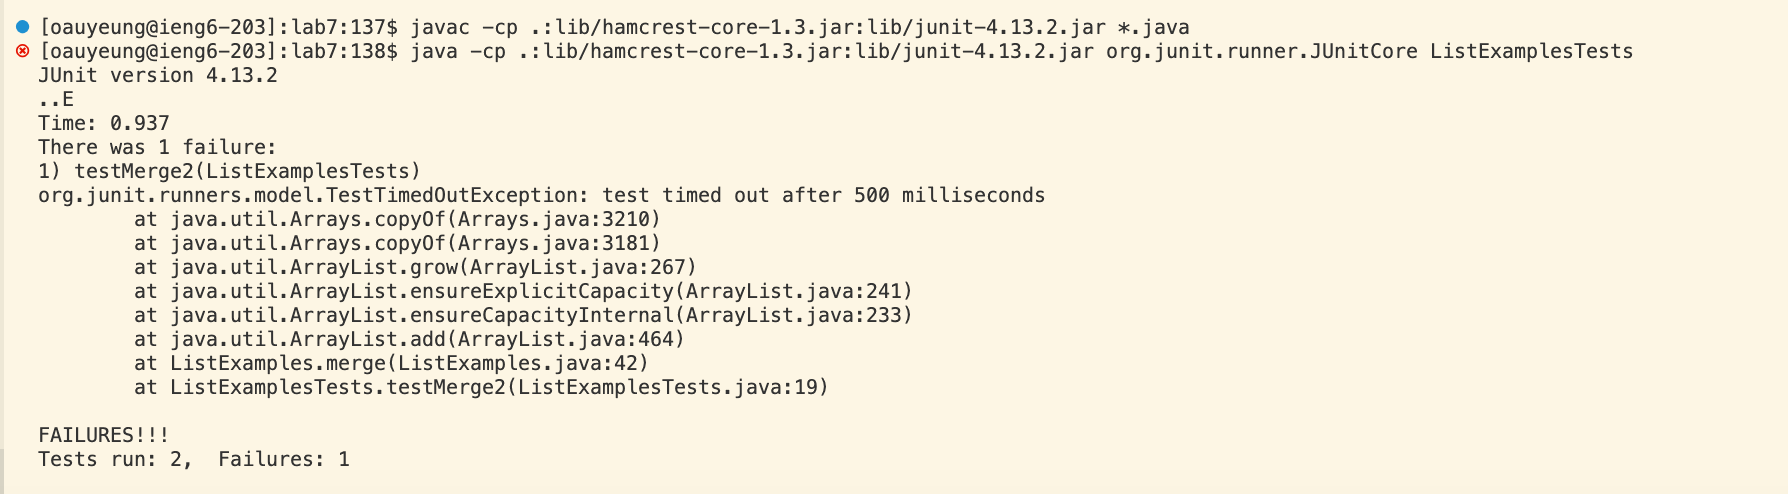 [oauyeung@ieng6-203]:lab7:137$ javac -cp .:lib/hamcrest-core-1.3.jar:lib/junit-4.13.2.jar *.java
[oauyeung@ieng6-203]:lab7:138$ java -cp .:lib/hamcrest-core-1.3.jar:lib/junit-4.13.2.jar org.junit.runner.JUnitCore ListExamplesTests
JUnit version 4.13.2
..E
Time: 0.937
There was 1 failure:
1) testMerge2(ListExamplesTests)
org.junit.runners.model.TestTimedOutException: test timed out after 500 milliseconds
        at java.util.Arrays.copyOf(Arrays.java:3210)
        at java.util.Arrays.copyOf(Arrays.java:3181)
        at java.util.ArrayList.grow(ArrayList.java:267)
        at java.util.ArrayList.ensureExplicitCapacity(ArrayList.java:241)
        at java.util.ArrayList.ensureCapacityInternal(ArrayList.java:233)
        at java.util.ArrayList.add(ArrayList.java:464)
        at ListExamples.merge(ListExamples.java:42)
        at ListExamplesTests.testMerge2(ListExamplesTests.java:19)

FAILURES!!!
Tests run: 2,  Failures: 1